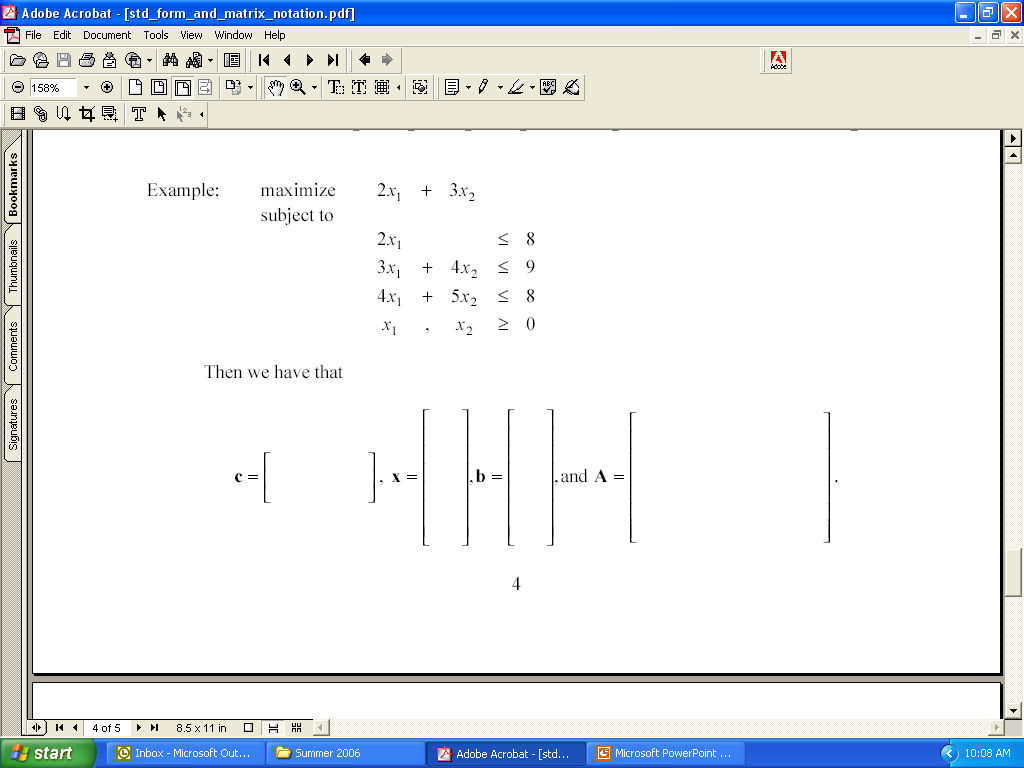 Adobe Acrobat - [std_form_and_matrix_notation.pdf]
File Edit Document Tools View Window Help
Adobe
158%
Bookmarks
Thumbnails
Comments
Signatures
Example: maximize 2x₁ + 3x₂
subject to
2x₁ ≤ 8
3x₁ + 4x₂ ≤ 9
4x₁ + 5x₂ ≤ 8
x₁ , x₂ ≥ 0
Then we have that
c = [ ], x = [ ], b = [ ], and A = [ ].
4
4 of 5 8.5 x 11 in
start Inbox - Microsoft Out... Summer 2006 Adobe Acrobat - [std... Microsoft PowerPoint ... 10:08 AM